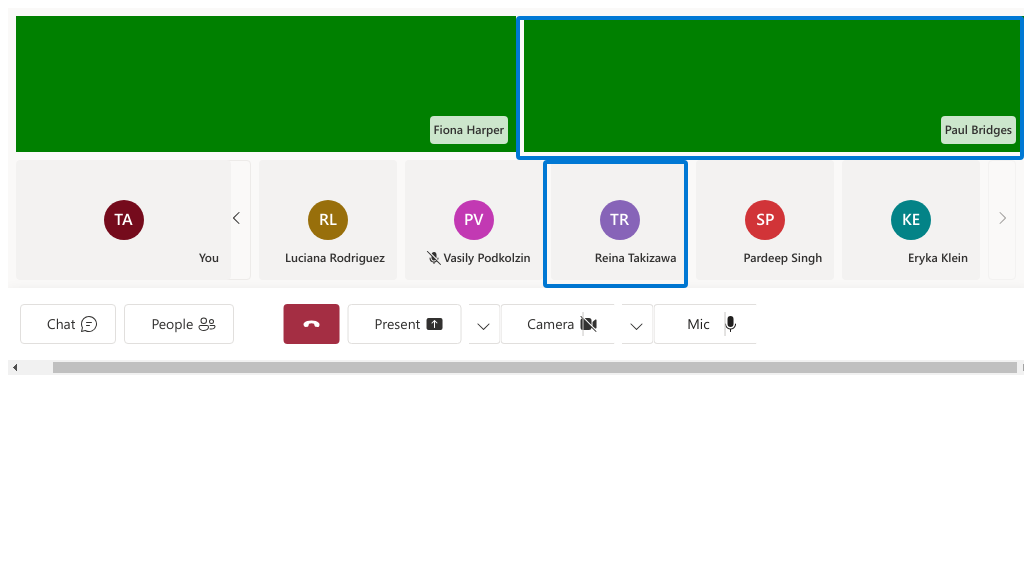 Fiona Harper
Paul Bridges
TA
You
RL
Luciana Rodriguez
PV
Vasily Podkolzin
TR
Reina Takizawa
SP
Pardeep Singh
KE
Eryka Klein
Chat
People
Present
Camera
Mic